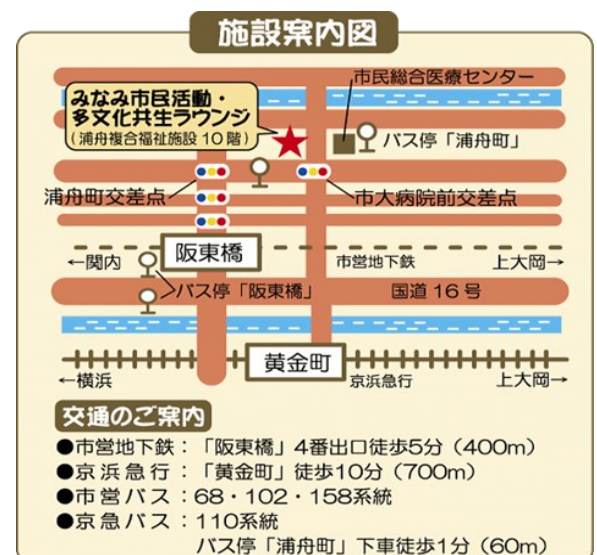 施設案内図
市民総合医療センター
みなみ市民活動・
多文化共生ラウンジ
(浦舟複合福祉施設10階)
バス停「浦舟町」
浦舟町交差点
市大病院前交差点
阪東橋
←関内
市営地下鉄
上大岡→
バス停「阪東橋」
国道16号
黄金町
←横浜
京浜急行
上大岡→
交通のご案内
●市営地下鉄：「阪東橋」4番出口徒歩5分（400m）
●京浜急行：「黄金町」徒歩10分（700m）
●市営バス：68・102・158系統
●京急バス：110系統
バス停「浦舟町」下車徒歩1分（60m）